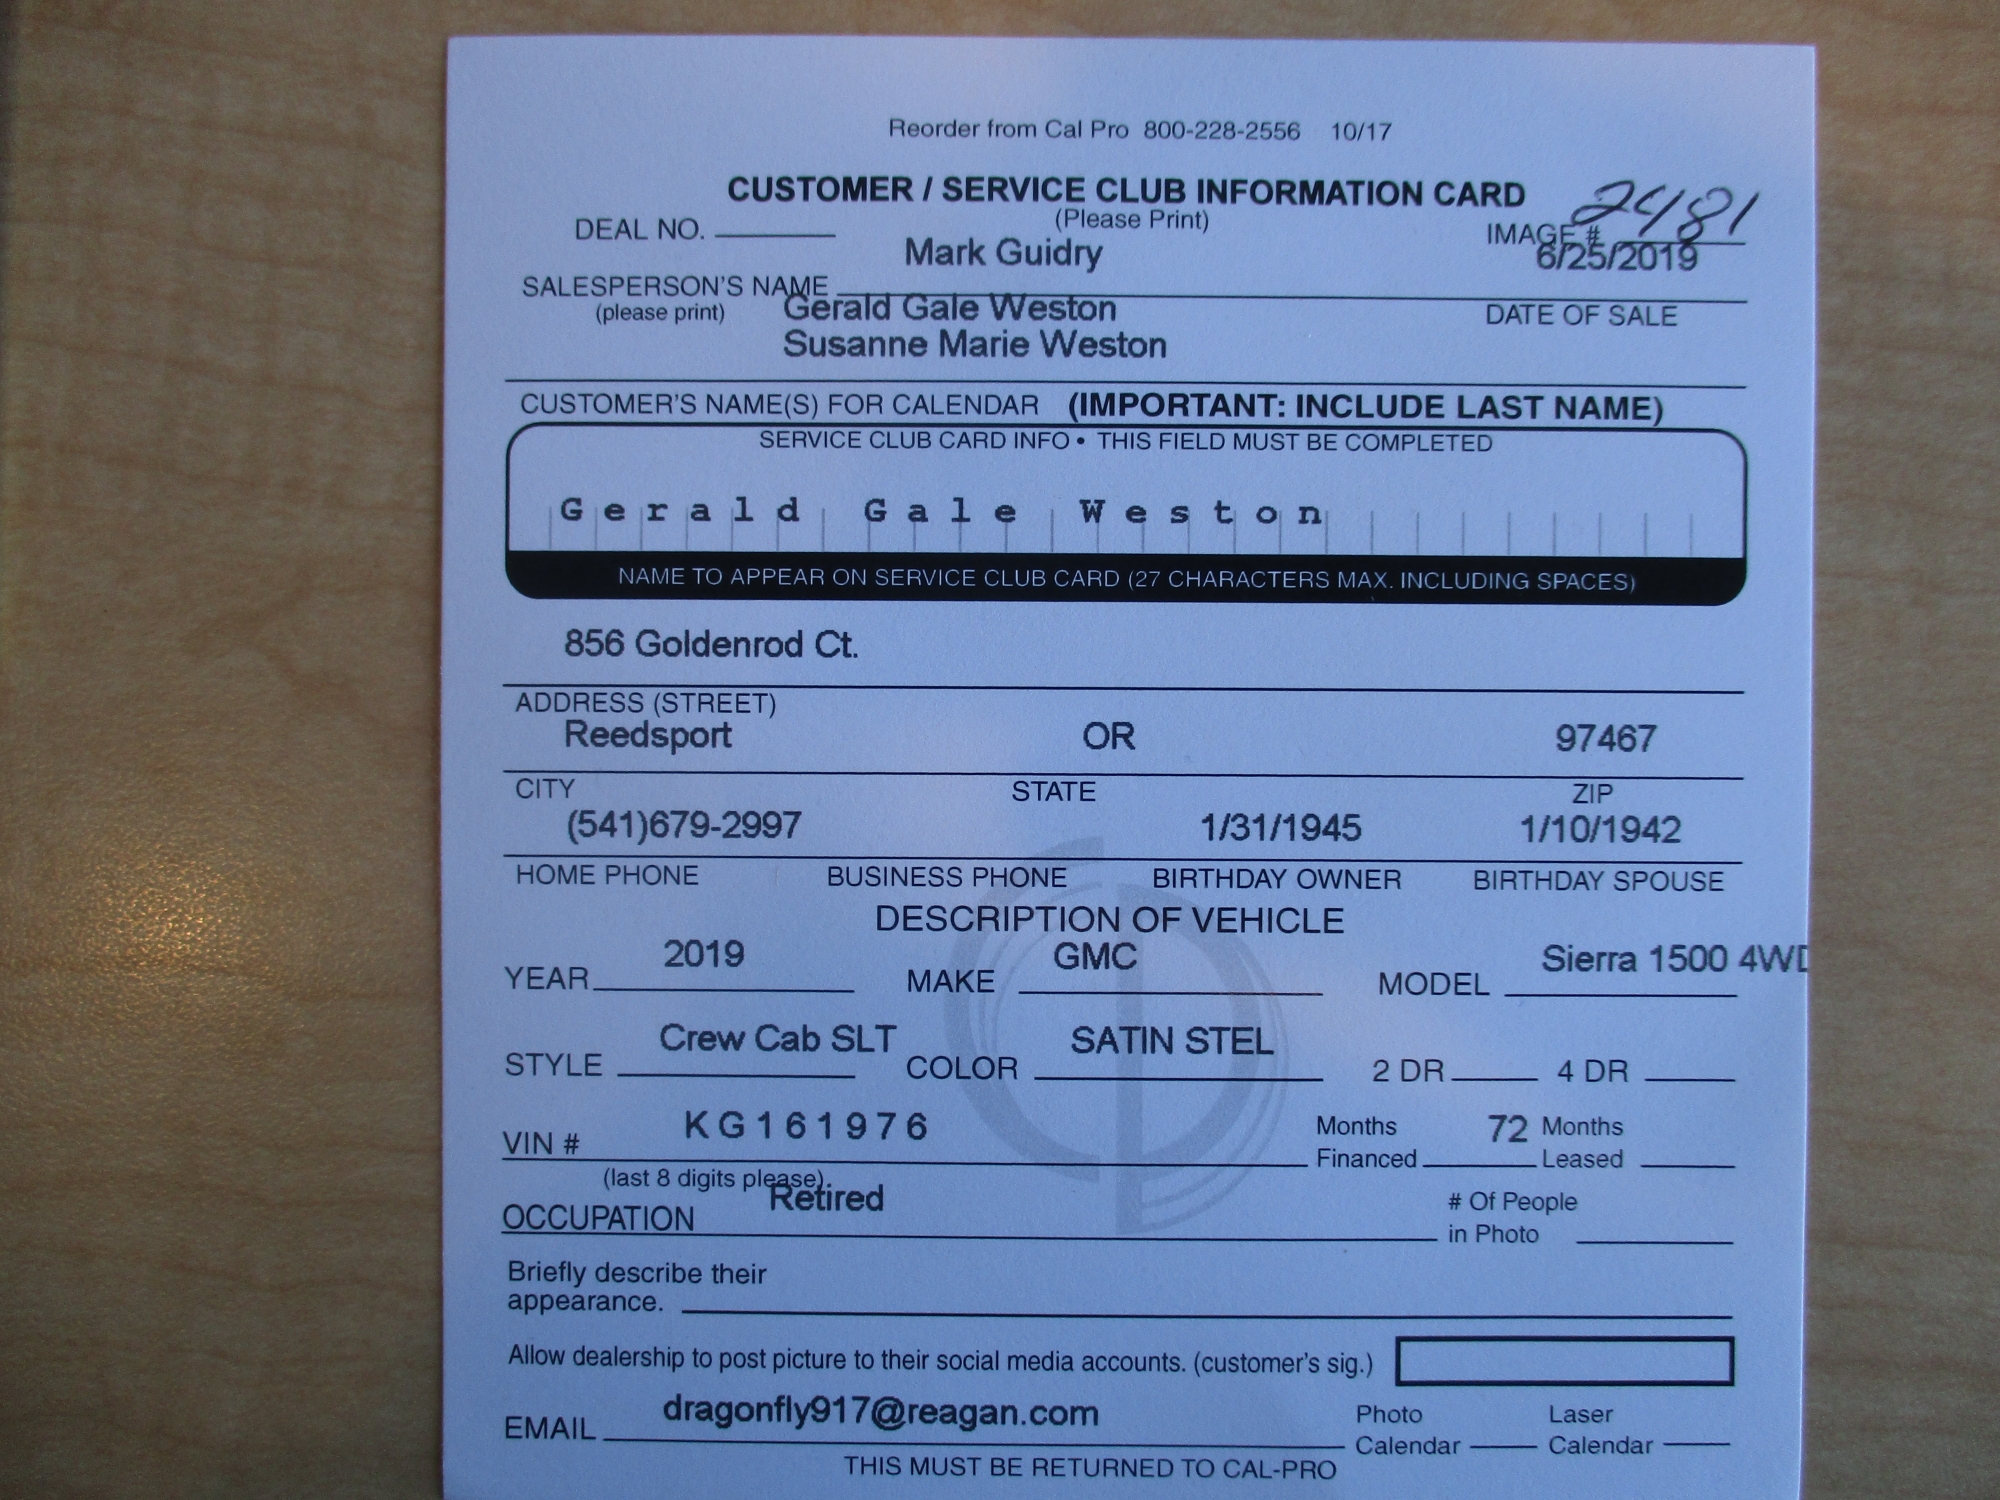 Reorder from Cal Pro 800-228-2556 10/17
CUSTOMER / SERVICE CLUB INFORMATION CARD
(Please Print)
DEAL NO.
IMAGE # 2481
Mark Guidry
6/25/2019
SALESPERSON'S NAME
(please print)
DATE OF SALE
Gerald Gale Weston
Susanne Marie Weston
CUSTOMER'S NAME(S) FOR CALENDAR (IMPORTANT: INCLUDE LAST NAME)
SERVICE CLUB CARD INFO • THIS FIELD MUST BE COMPLETED
Gerald Gale Weston
NAME TO APPEAR ON SERVICE CLUB CARD (27 CHARACTERS MAX. INCLUDING SPACES)
856 Goldenrod Ct.
ADDRESS (STREET)
Reedsport OR 97467
CITY STATE ZIP
(541)679-2997 1/31/1945 1/10/1942
HOME PHONE BUSINESS PHONE BIRTHDAY OWNER BIRTHDAY SPOUSE
DESCRIPTION OF VEHICLE
YEAR 2019 MAKE GMC MODEL Sierra 1500 4WD
STYLE Crew Cab SLT COLOR SATIN STEL 2 DR 4 DR
VIN # KG161976 Months Financed 72 Months Leased
(last 8 digits please)
OCCUPATION Retired # Of People in Photo
Briefly describe their
appearance.
Allow dealership to post picture to their social media accounts. (customer's sig.)
EMAIL dragonfly917@reagan.com Photo Calendar Laser Calendar
THIS MUST BE RETURNED TO CAL-PRO